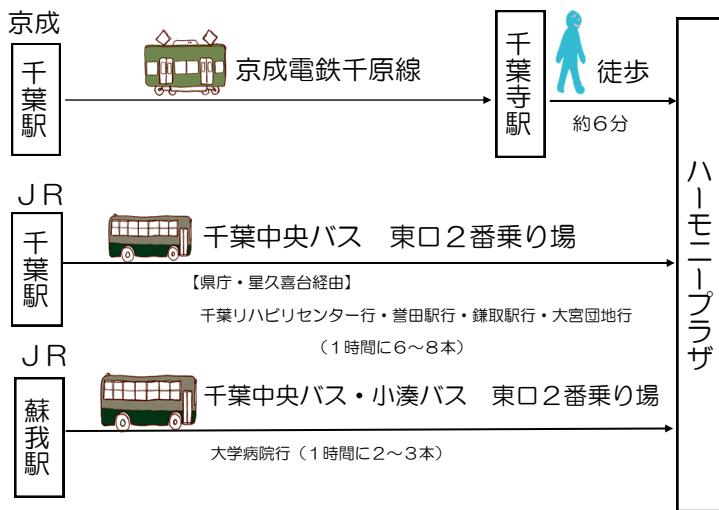 京成
千葉駅
京成電鉄千原線
千葉寺駅
徒歩
約6分
ＪＲ
千葉駅
千葉中央バス　東口２番乗り場
【県庁・星久喜台経由】
千葉リハビリセンター行・誉田駅行・鎌取駅行・大宮団地行
（１時間に６～８本）
ＪＲ
蘇我駅
千葉中央バス・小湊バス　東口２番乗り場
大学病院行（１時間に２～３本）
ハーモニープラザ